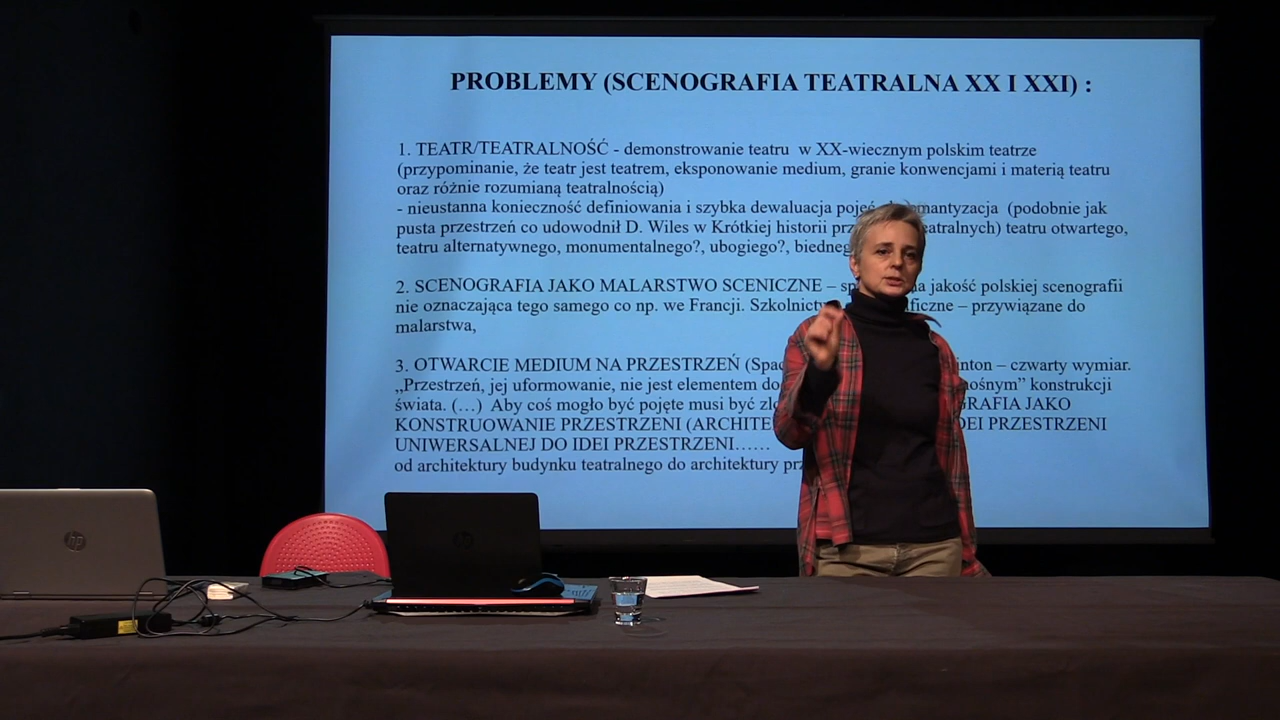 PROBLEMY (SCENOGRAFIA TEATRALNA XX I XXI) :
1. TEATR/TEATRALNOŚĆ - demonstrowanie teatru w XX-wiecznym polskim teatrze
(przypominanie, że teatr jest teatrem, eksponowanie medium, granie konwencjami i materią teatru
oraz różnie rozumianą teatralnością)
- nieustanna konieczność definiowania i szybka dewaluacja pojęć (podobnie jak
pusta przestrzeń co udowodnił D. Wiles w Krótkiej historii teatralnych) teatru otwartego,
teatru alternatywnego, monumentalnego?, ubogiego?,
2. SCENOGRAFIA JAKO MALARSTWO SCENICZNE – jakość polskiej scenografii
nie oznaczająca tego samego co np. we Francji. – przywiązane do
malarstwa,
3. OTWARCIE MEDIUM NA PRZESTRZEŃ – czwarty wymiar.
„Przestrzeń, jej uformowanie, nie jest elementem konstrukcji
świata. (…) Aby coś mogło być pojęte musi być JAKO
KONSTRUOWANIE PRZESTRZENI PRZESTRZENI
UNIWERSALNEJ DO IDEI PRZESTRZENI……
od architektury budynku teatralnego do architektury
hp